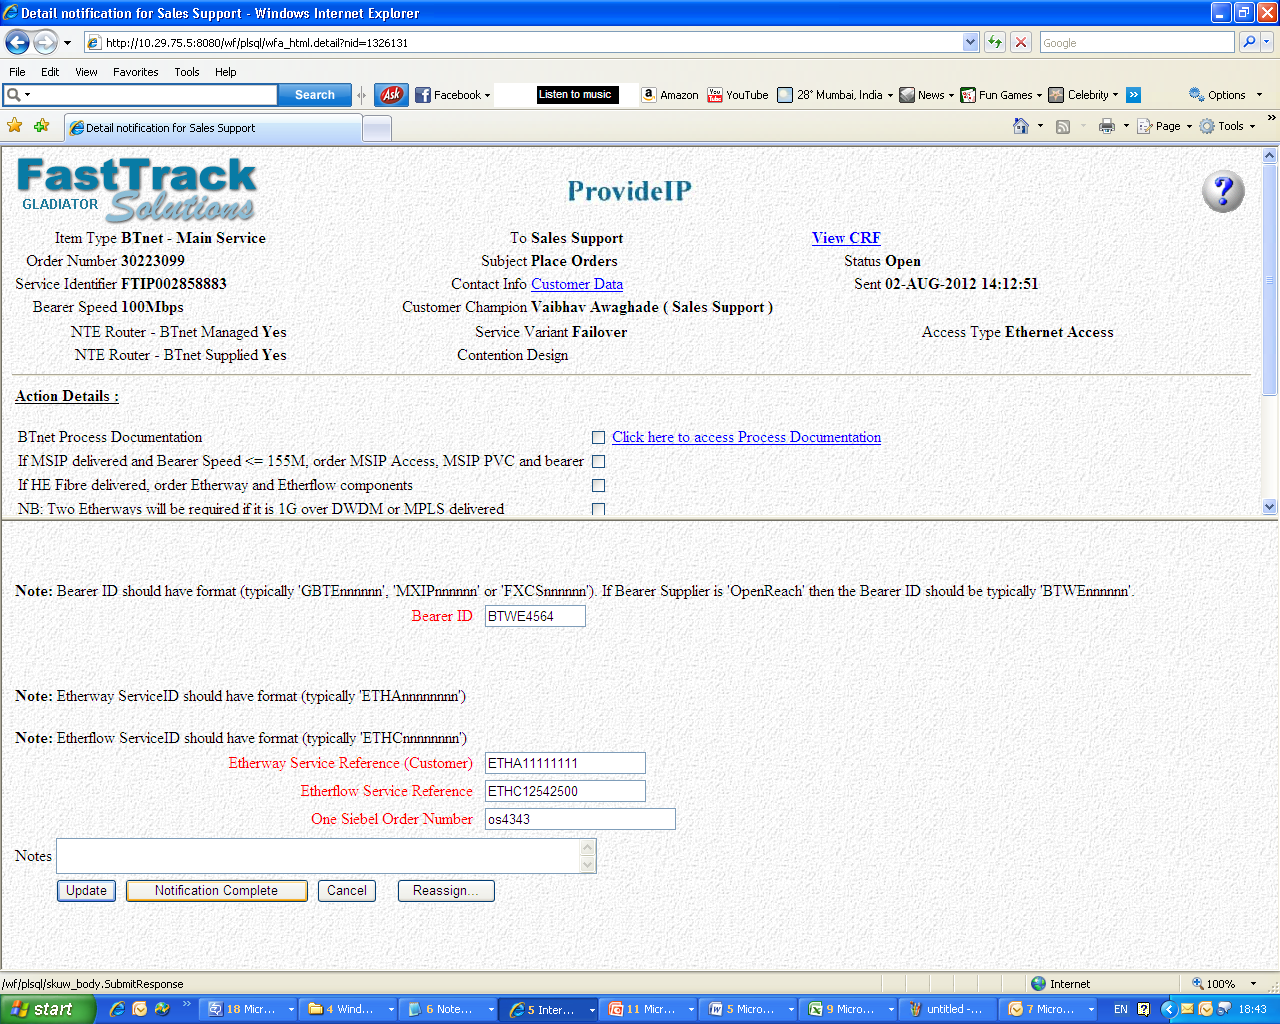 Detail notification for Sales Support - Windows Internet Explorer
http://10.29.75.5:8080/wf/plsql/wfa_html.detail?nid=1326131
Google
File Edit View Favorites Tools Help
Search Ask Facebook Listen to music Amazon YouTube 28° Mumbai, India News Fun Games Celebrity Options
Detail notification for Sales Support Page Tools
FastTrack
GLADIATOR Solutions
ProvideIP
Item Type BTnet - Main Service To Sales Support View CRF
Order Number 30223099 Subject Place Orders Status Open
Service Identifier FTIP002858883 Contact Info Customer Data Sent 02-AUG-2012 14:12:51
Bearer Speed 100Mbps Customer Champion Vaibhav Awaghade ( Sales Support )
NTE Router - BTnet Managed Yes Service Variant Failover Access Type Ethernet Access
NTE Router - BTnet Supplied Yes Contention Design
Action Details :
BTnet Process Documentation Click here to access Process Documentation
If MSIP delivered and Bearer Speed <= 155M, order MSIP Access, MSIP PVC and bearer
If HE Fibre delivered, order Etherway and Etherflow components
NB: Two Etherways will be required if it is 1G over DWDM or MPLS delivered
Note: Bearer ID should have format (typically 'GBTEnnnnn', 'MXIPnnnnnn' or 'FXCSnnnnnn'). If Bearer Supplier is 'OpenReach' then the Bearer ID should be typically 'BTWEnnnnnn'.
Bearer ID BTWE4564
Note: Etherway ServiceID should have format (typically 'ETHAnnnnnnnn')
Note: Etherflow ServiceID should have format (typically 'ETHCnnnnnnnn')
Etherway Service Reference (Customer) ETHA11111111
Etherflow Service Reference ETHC12542500
One Siebel Order Number os4343
Notes
Update Notification Complete Cancel Reassign...
/wf/plsql/skuw_body.SubmitResponse Internet 100%
start 18 Micro... 4 Wind... 6 Note... 5 Inter... 11 Micro... 5 Micro... 9 Micro... untitled -... 7 Micro... EN 18:43